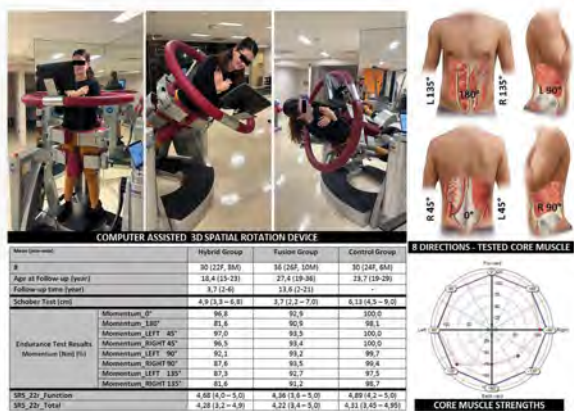 L 135°
180°
R 135°
L 90°
R 45°
0°
L 45°
R 90°
COMPUTER ASSISTED 3D SPATIAL ROTATION DEVICE
8 DIRECTIONS - TESTED CORE MUSCLE
Mean (min-max) Hybrid Group Fusion Group Control Group
30 (22F, 8M) 36 (26F, 10M) 30 (24F, 6M)
Age at Follow-up (year) 18,4 (15-23) 27,4 (19-36) 23,7 (19-29)
Follow-up time (year) 3,7 (2-6) 13,6 (2-21) -
Schober Test (cm) 4,9 (3,3 – 6,8) 3,7 (2,2 – 7,0) 6,13 (4,5 – 9,0)
Endurance Test Results
Momentum (Nm) (%)
Momentum_0° 96,8 92,9 100,0
Momentum_180° 81,6 90,9 98,1
Momentum_LEFT 45° 97,0 93,5 100,0
Momentum_RIGHT 45° 96,5 93,4 100,0
Momentum_LEFT 90° 92,1 93,2 99,7
Momentum_RIGHT 90° 87,6 93,5 99,4
Momentum_LEFT 135° 87,3 92,7 97,5
Momentum_RIGHT 135° 81,6 91,2 98,7
SRS_22r_Function 4,68 (4,0 – 5,0) 4,36 (3,6 – 5,0) 4,89 (4,2 – 5,0)
SRS_22r_Total 4,28 (3,2 – 4,9) 4,22 (3,4 – 5,0) 4,31 (3,45 – 4,95)
Forward
Left
Right
Backward
CORE MUSCLE STRENGTHS